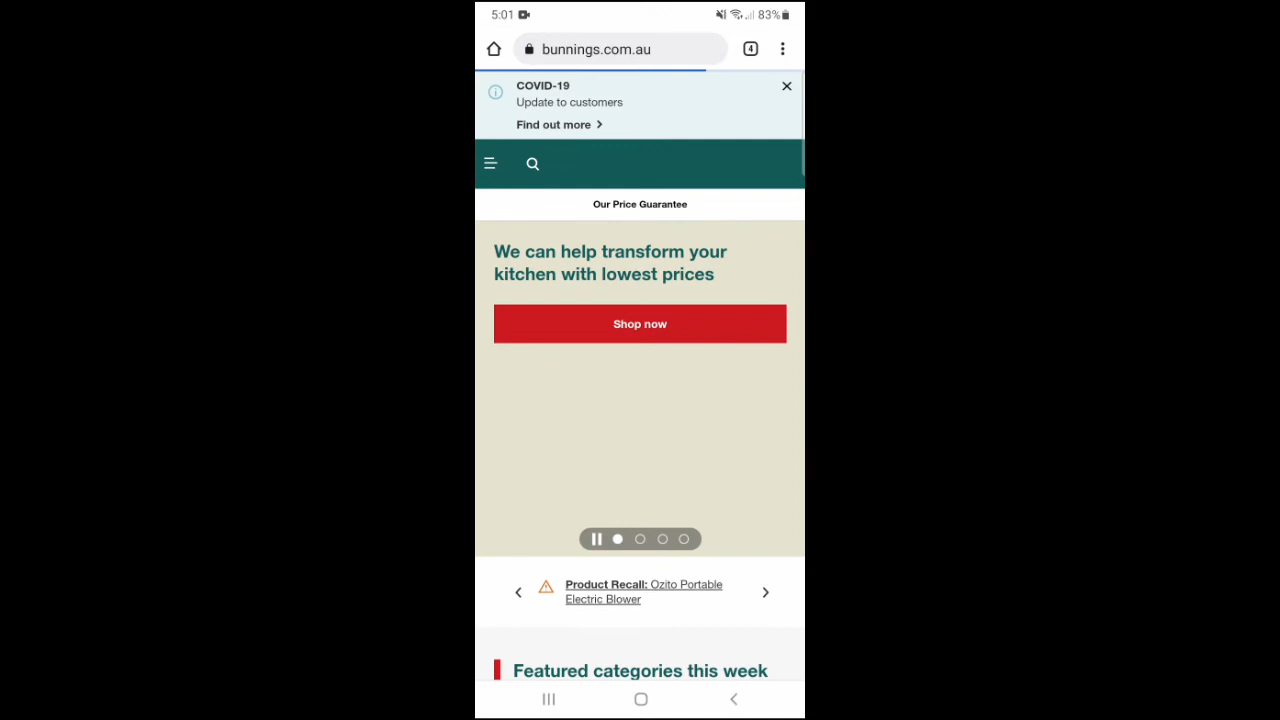 5:01
83%
bunnings.com.au
4
COVID-19
Update to customers
Find out more
Our Price Guarantee
We can help transform your
kitchen with lowest prices
Shop now
Product Recall: Ozito Portable
Electric Blower
Featured categories this week